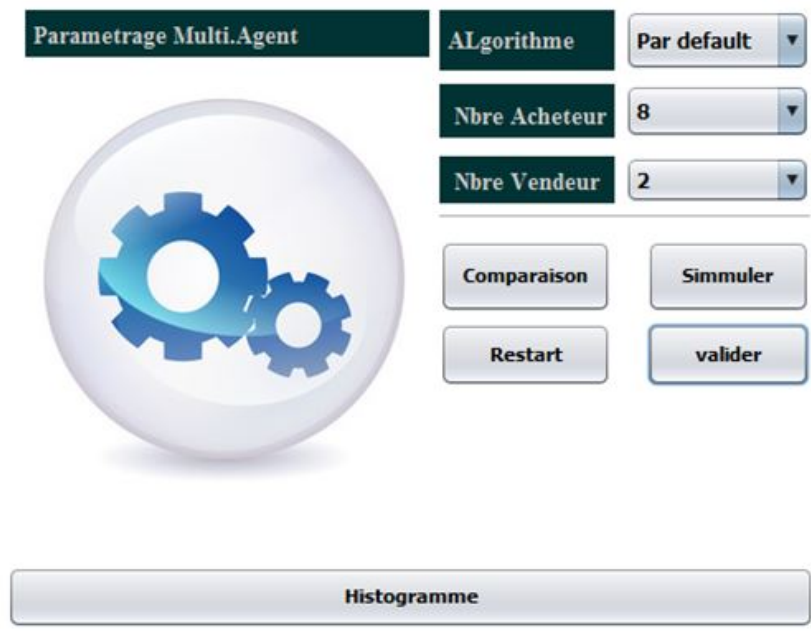 Parametrage Multi.Agent
ALgorithme
Par default
Nbre Acheteur
8
Nbre Vendeur
2
Comparaison
Simmuler
Restart
valider
Histogramme